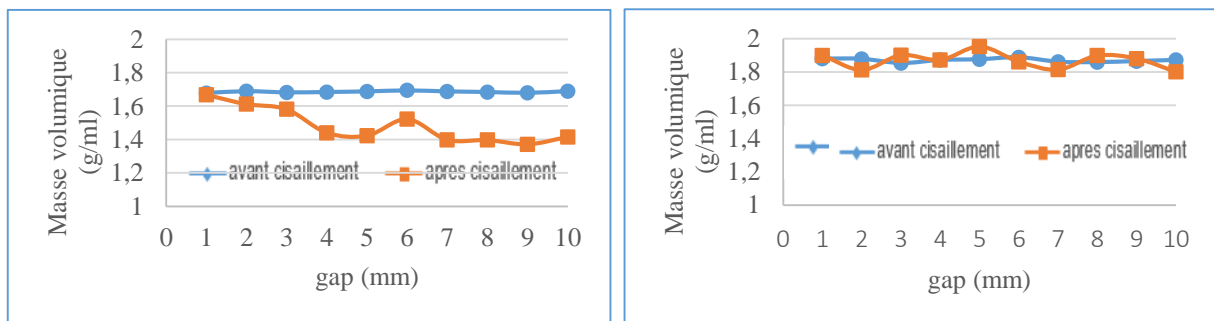 Masse volumique
(g/ml)
2
1,8
1,6
1,4
1,2
1
avant cisaillement
apres cisaillement
0 1 2 3 4 5 6 7 8 9 10
gap (mm)
Masse volumique
(g/ml)
2
1,8
1,6
1,4
1,2
1
avant cisaillement
apres cisaillement
0 1 2 3 4 5 6 7 8 9 10
gap (mm)